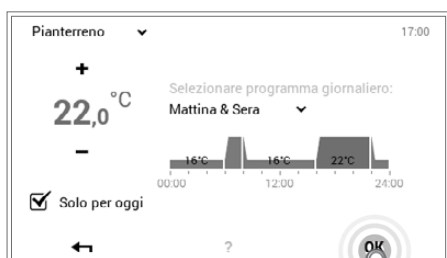 Pianterreno
17:00
+
22,0 °C
–
Selezionare programma giornaliero:
Mattina & Sera
16°C 16°C 22°C
00:00 12:00 24:00
Solo per oggi
?
OK